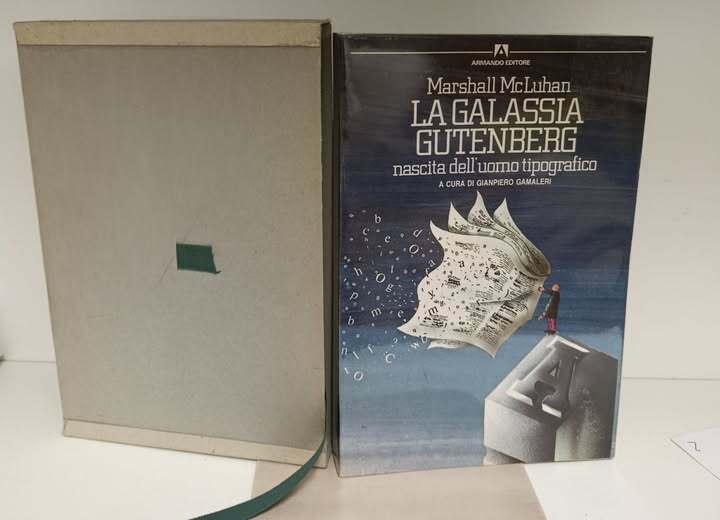 A
ARMANDO EDITORE
Marshall McLuhan
LA GALASSIA
GUTENBERG
nascita dell'uomo tipografico
A CURA DI GIANPIERO GAMALERI
A